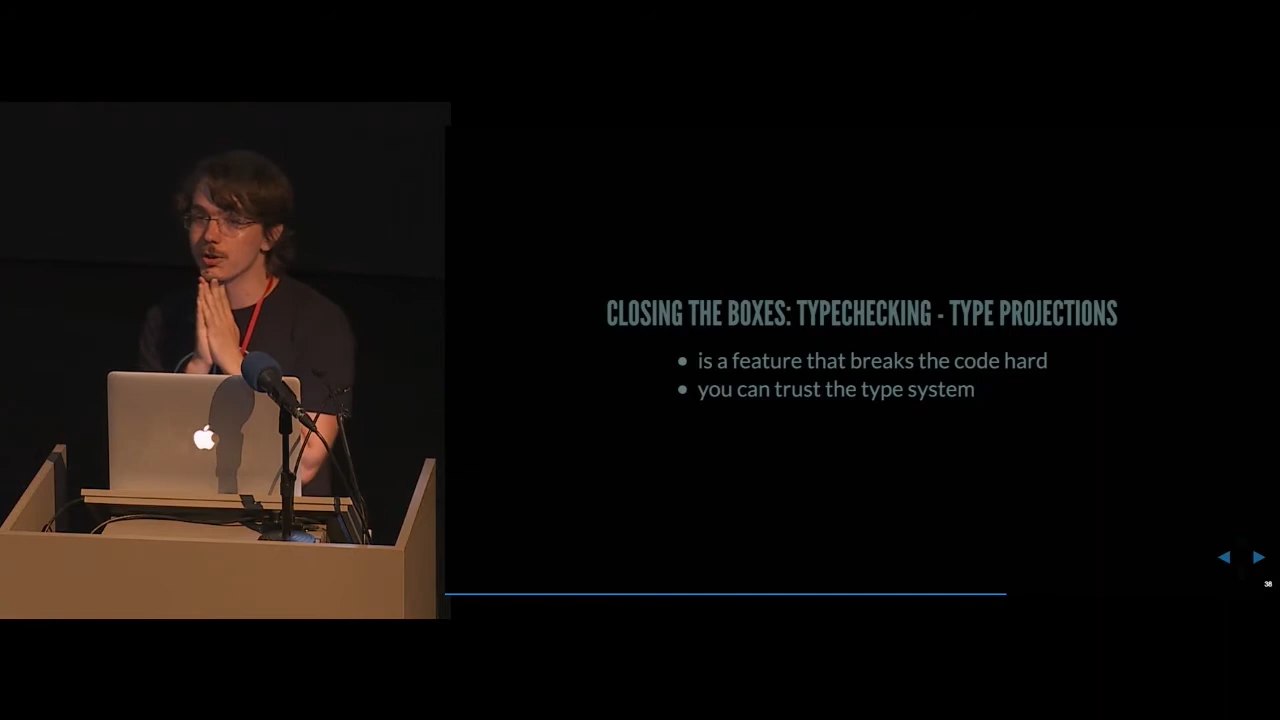 CLOSING THE BOXES: TYPECHECKING - TYPE PROJECTIONS
• is a feature that breaks the code hard
• you can trust the type system
38